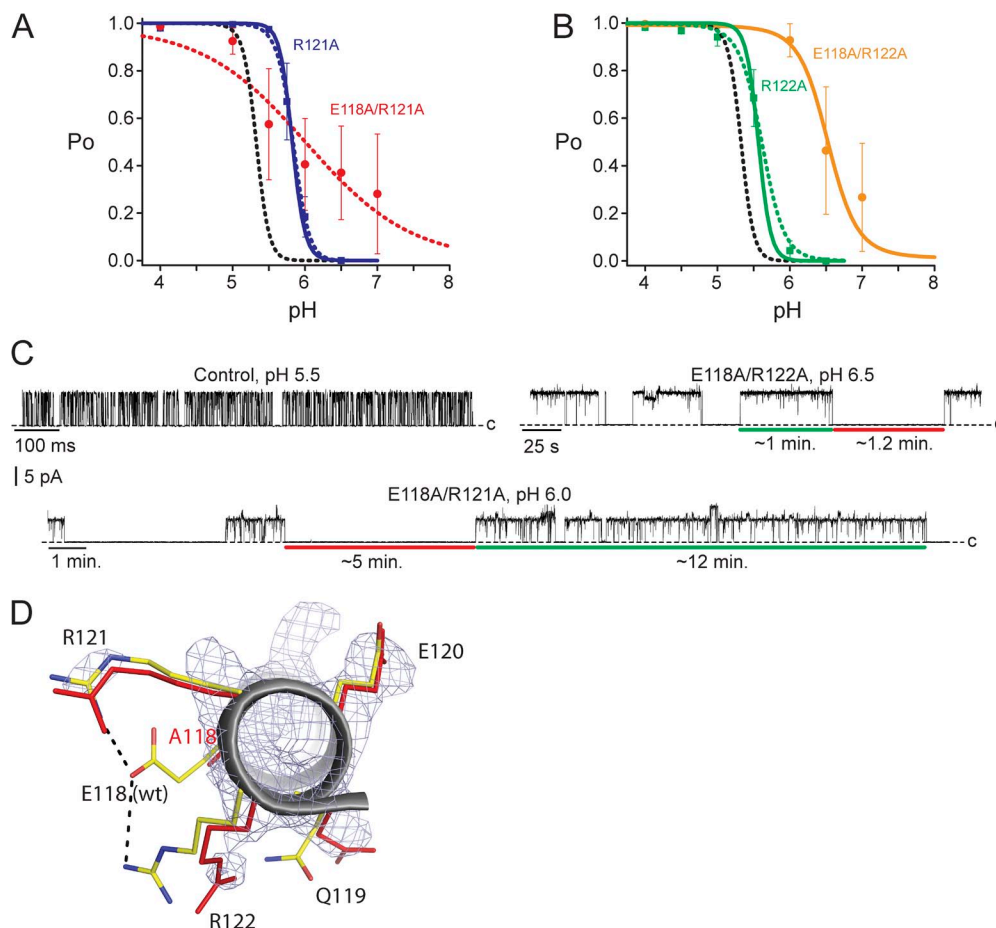 A
1.0
0.8
0.6
0.4
0.2
0.0
Po
R121A
E118A/R121A
4 5 6 7 8
pH
B
1.0
0.8
0.6
0.4
0.2
0.0
Po
E118A/R122A
R122A
4 5 6 7 8
pH
C
Control, pH 5.5
c
100 ms
5 pA
E118A/R122A, pH 6.5
25 s
~1 min.
~1.2 min.
E118A/R121A, pH 6.0
c
1 min.
~5 min.
~12 min.
D
R121
E120
A118
E118 (wt)
Q119
R122